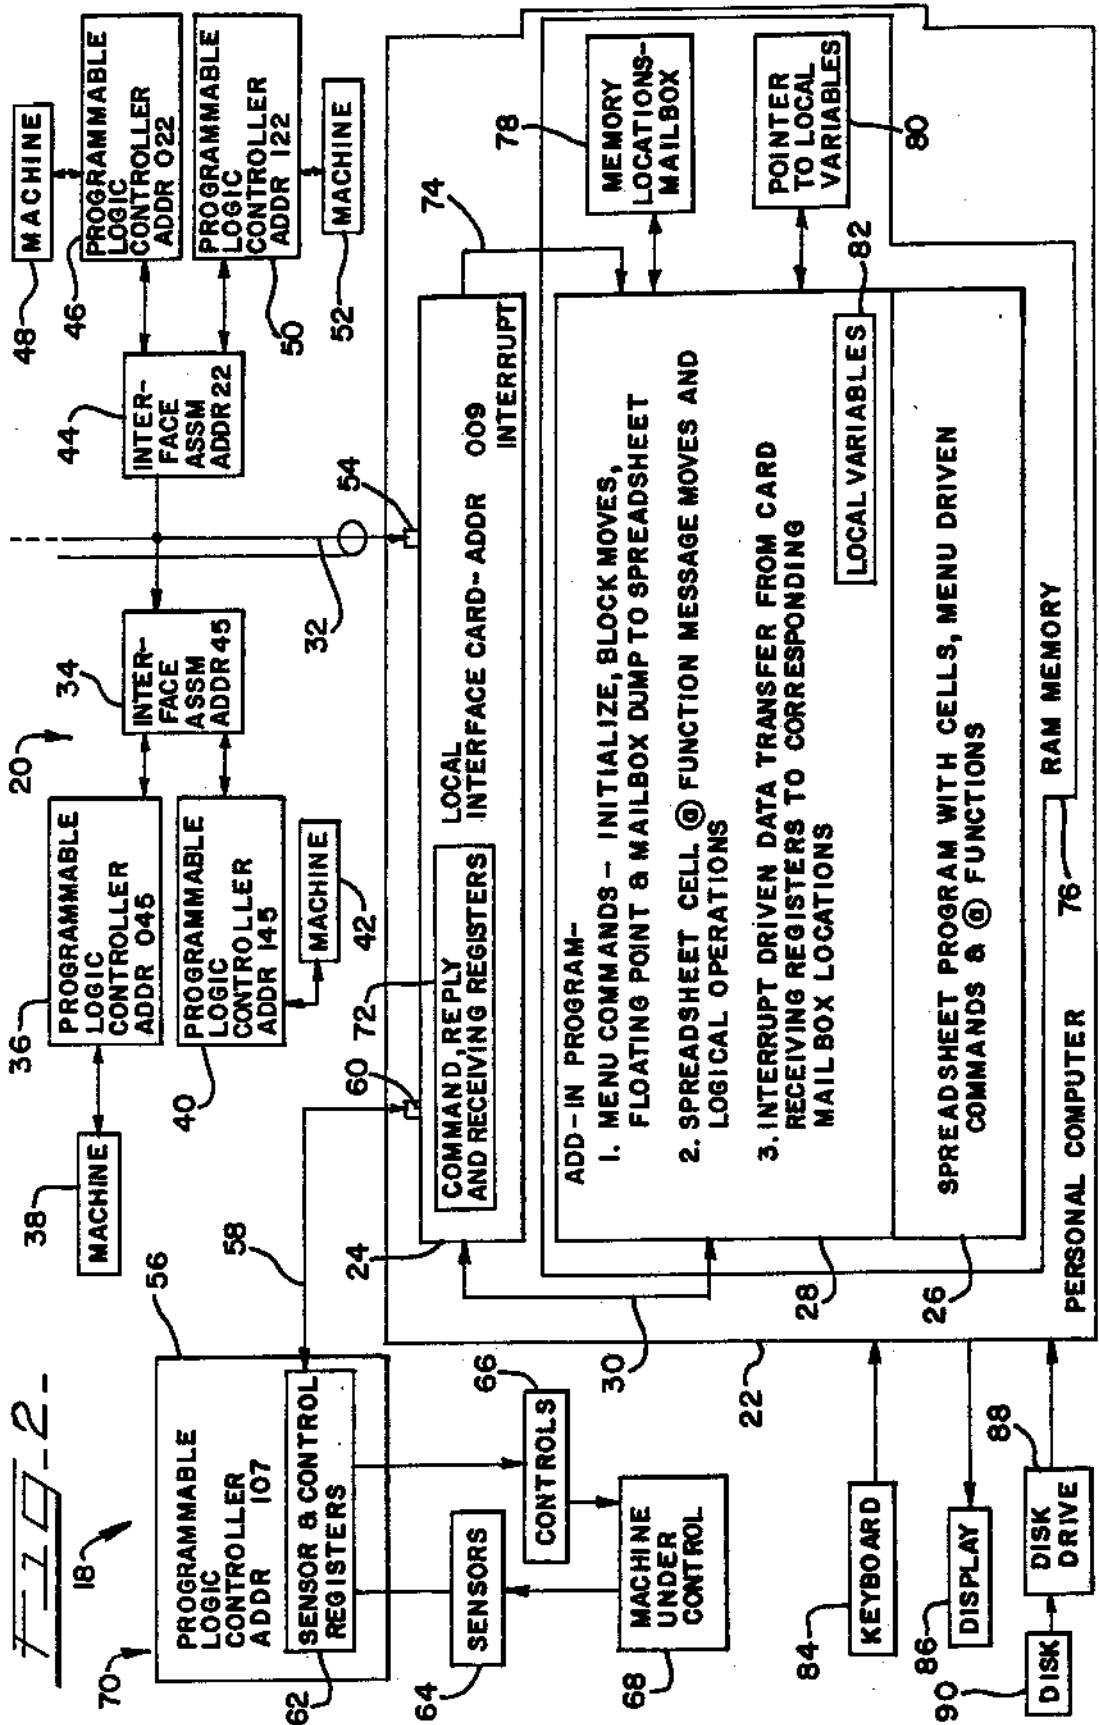 FIG. 2
18
70
56
PROGRAMMABLE
LOGIC
CONTROLLER
ADDR 107
SENSOR & CONTROL
REGISTERS
62
64
SENSORS
66
CONTROLS
68
MACHINE
UNDER
CONTROL
58
38
MACHINE
36
PROGRAMMABLE
LOGIC
CONTROLLER
ADDR 045
40
PROGRAMMABLE
LOGIC
CONTROLLER
ADDR 145
MACHINE
42
20
34
INTER-
FACE
ASSM
ADDR 45
32
44
INTER-
FACE
ASSM
ADDR 22
48
MACHINE
46
PROGRAMMABLE
LOGIC
CONTROLLER
ADDR 022
PROGRAMMABLE
LOGIC
CONTROLLER
ADDR 122
50
MACHINE
52
54
60
72
COMMAND, REPLY
AND RECEIVING REGISTERS
LOCAL
INTERFACE CARD-ADDR 009
INTERRUPT
24
74
30
ADD-IN PROGRAM-
1. MENU COMMANDS - INITIALIZE, BLOCK MOVES,
FLOATING POINT & MAILBOX DUMP TO SPREADSHEET
2. SPREADSHEET CELL @ FUNCTION MESSAGE MOVES AND
LOGICAL OPERATIONS
3. INTERRUPT DRIVEN DATA TRANSFER FROM CARD
RECEIVING REGISTERS TO CORRESPONDING
MAILBOX LOCATIONS
LOCAL VARIABLES
82
28
SPREADSHEET PROGRAM WITH CELLS, MENU DRIVEN
COMMANDS & @ FUNCTIONS
26
78
MEMORY
LOCATIONS-
MAILBOX
POINTER
TO LOCAL
VARIABLES
80
RAM MEMORY
76
PERSONAL COMPUTER
22
84
KEYBOARD
86
DISPLAY
88
DISK
DRIVE
90
DISK